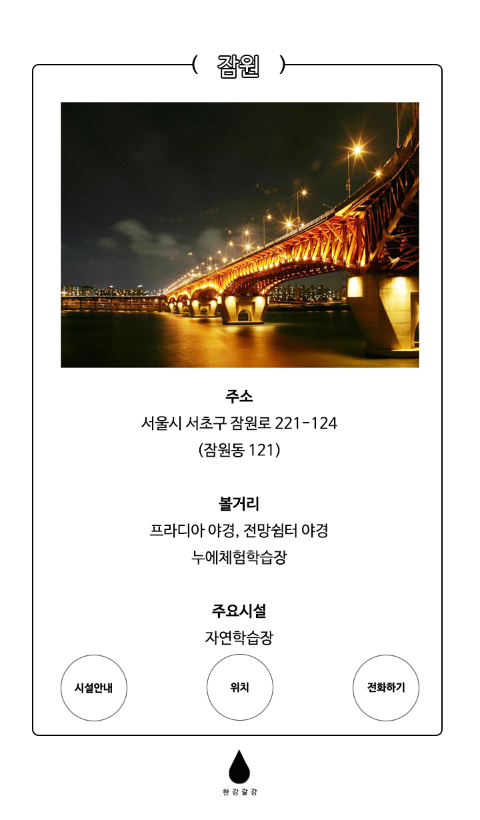 ( 잠원 )
주소
서울시 서초구 잠원로 221-124
(잠원동 121)
볼거리
프라디아 야경, 전망쉼터 야경
누에체험학습장
주요시설
자연학습장
시설안내 위치 전화하기
한강갈강